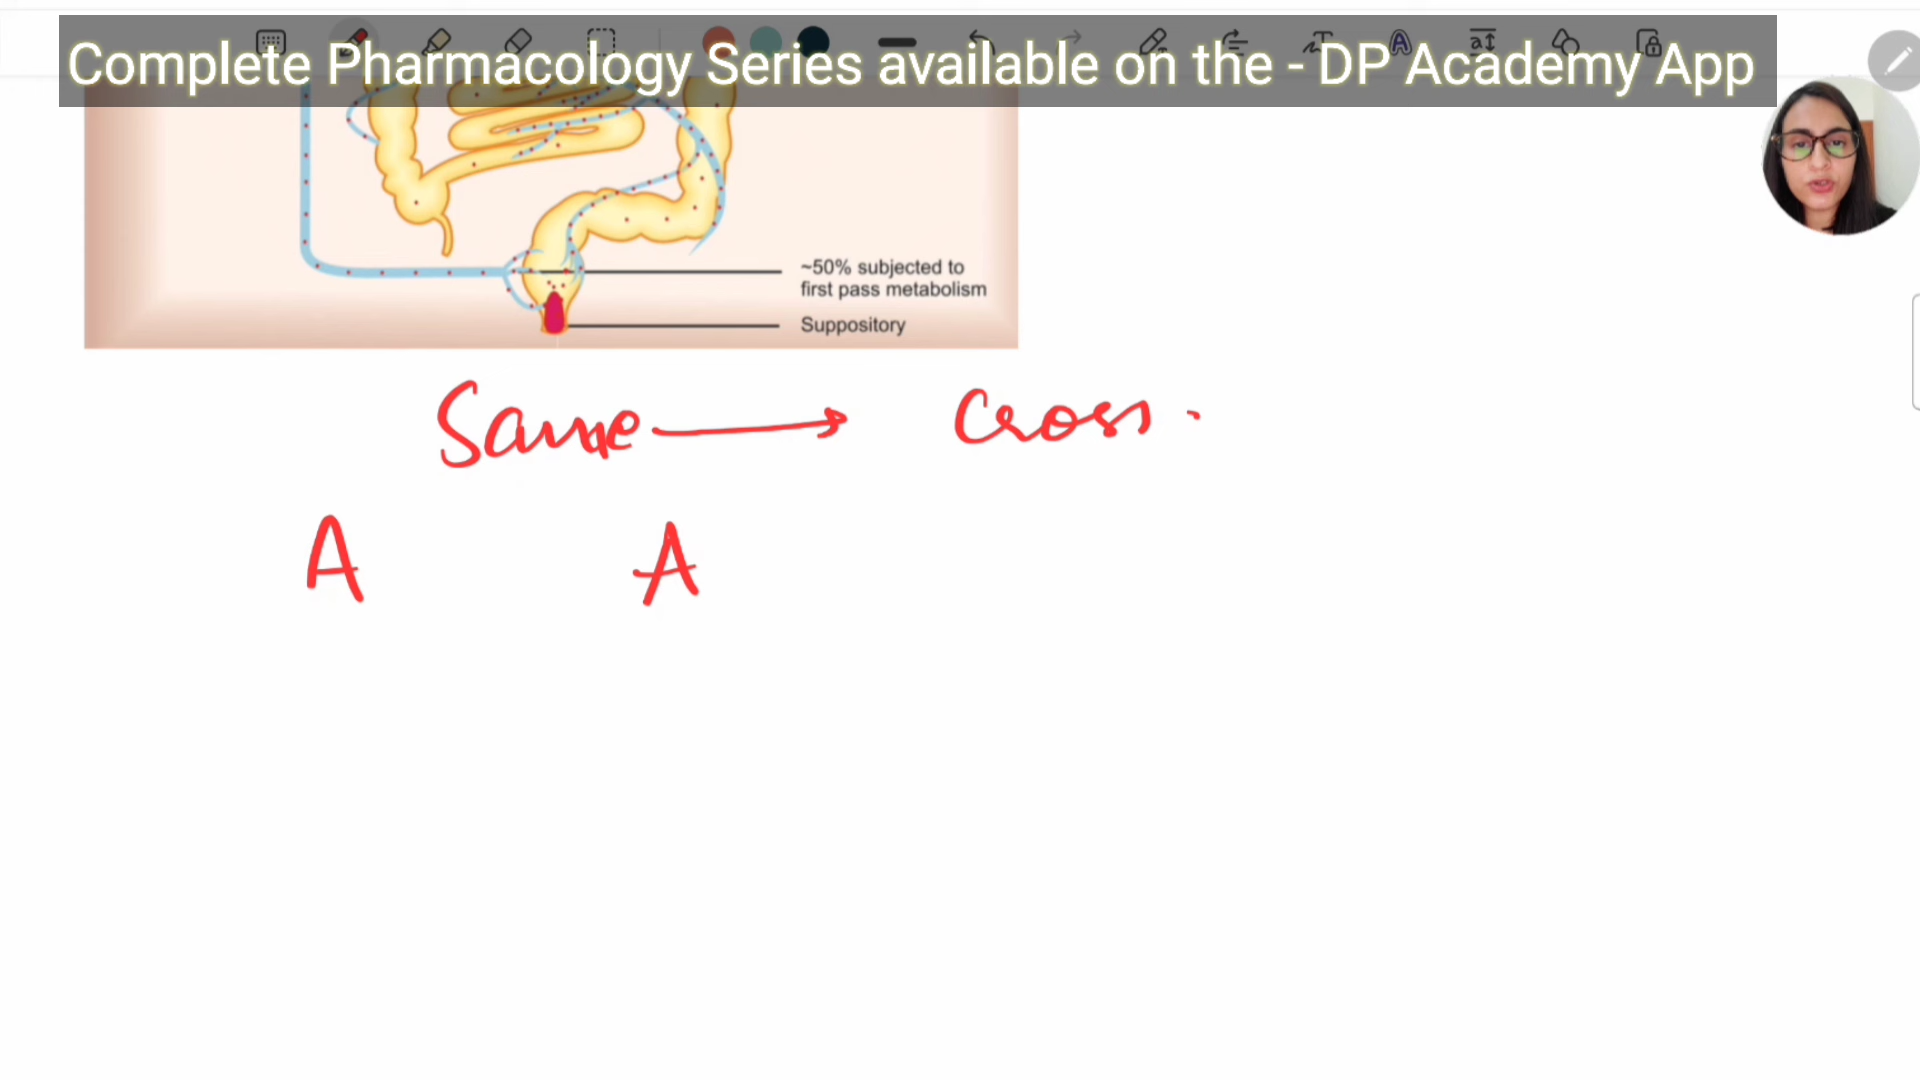 Complete Pharmacology Series available on the - DP Academy App
~50% subjected to
first pass metabolism
Suppository
Same → Cross .
A A